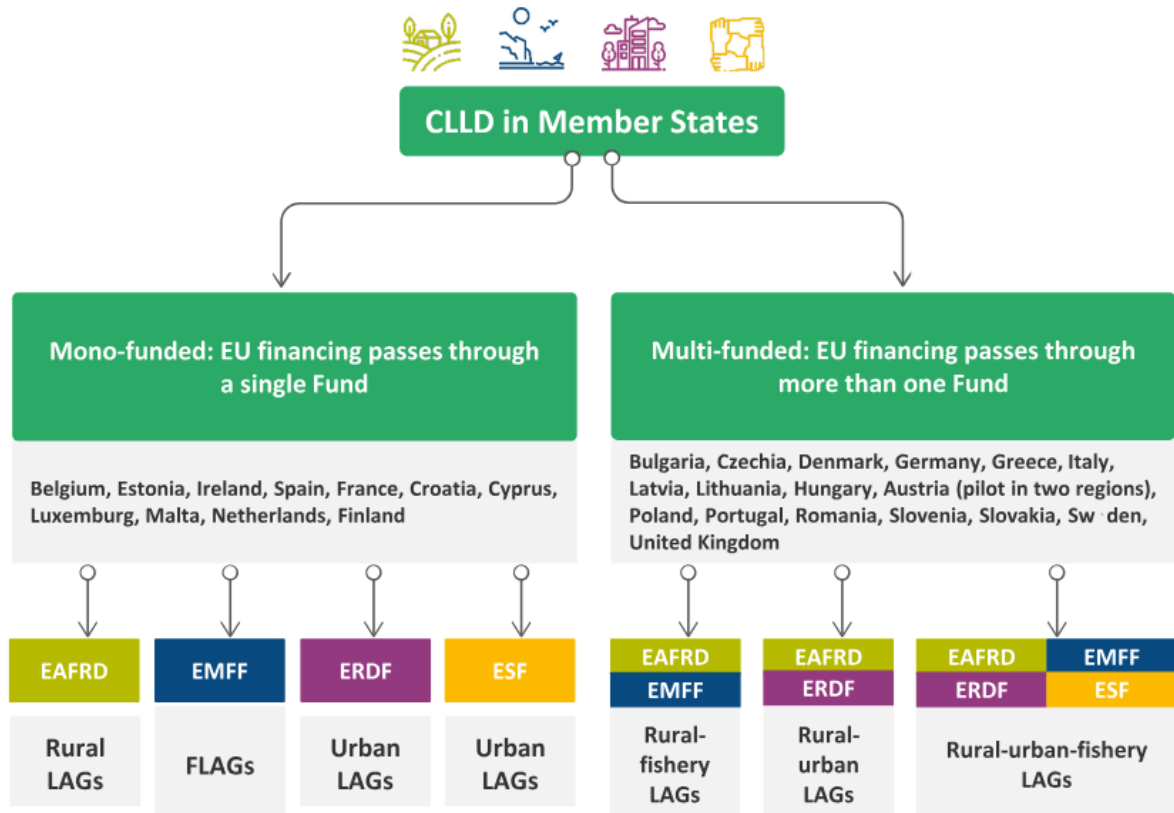 CLLD in Member States
Mono-funded: EU financing passes through
a single Fund
Multi-funded: EU financing passes through
more than one Fund
Belgium, Estonia, Ireland, Spain, France, Croatia, Cyprus,
Luxemburg, Malta, Netherlands, Finland
Bulgaria, Czechia, Denmark, Germany, Greece, Italy,
Latvia, Lithuania, Hungary, Austria (pilot in two regions),
Poland, Portugal, Romania, Slovenia, Slovakia, Sw den,
United Kingdom
EAFRD
Rural
LAGs
EMFF
FLAGs
ERDF
Urban
LAGs
ESF
Urban
LAGs
EAFRD
EMFF
Rural-
fishery
LAGs
EAFRD
ERDF
Rural-
urban
LAGs
EAFRD
EMFF
ERDF
ESF
Rural-urban-fishery
LAGs